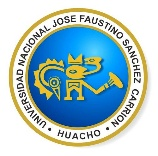 UNIVERSIDAD NACIONAL JOSE FAUSTINO SANCHEZ CARRION
• HUACHO •